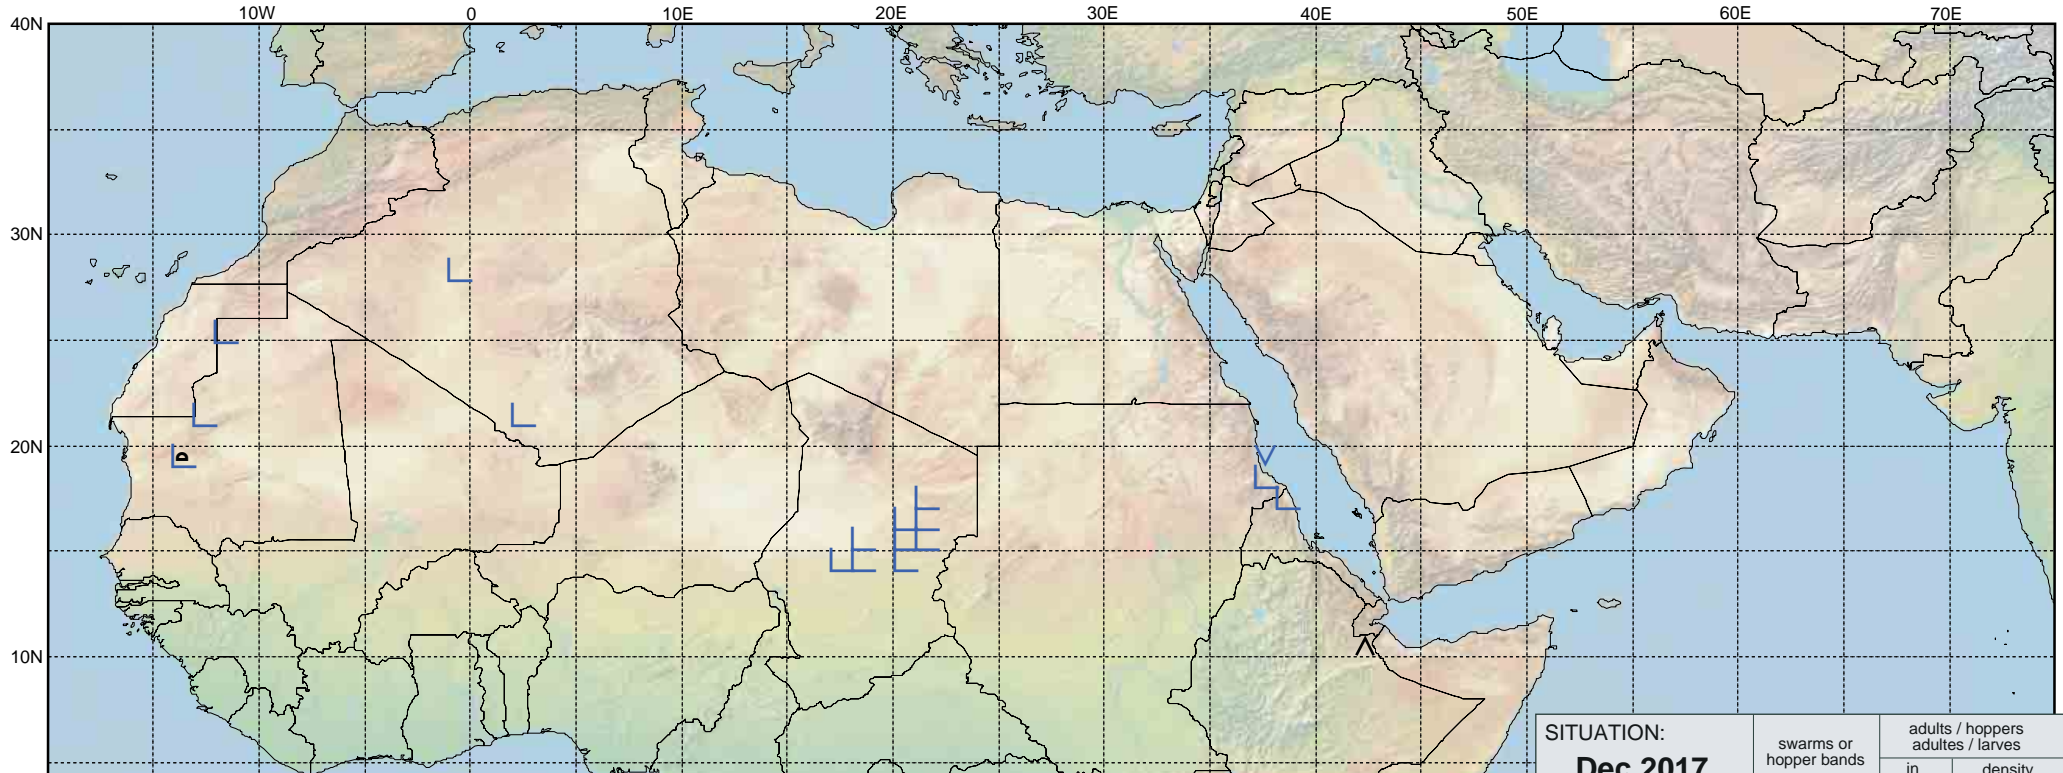 10W 0 10E 20E 30E 40E 50E 60E 70E
40N
30N
20N
D
10N
SITUATION:
Dec 2017
swarms or
hopper bands
adults / hoppers
adultes / larves
in density